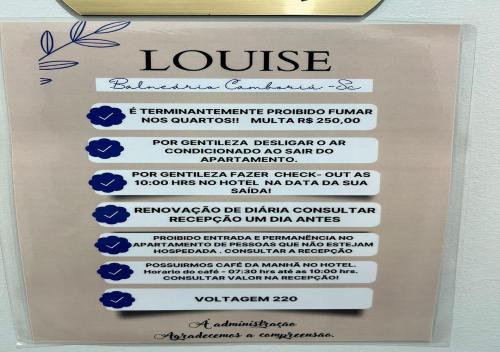 LOUISE
Balneário Camboriú -Sc
É TERMINANTEMENTE PROIBIDO FUMAR
NOS QUARTOS!! MULTA R$ 250,00
POR GENTILEZA DESLIGAR O AR
CONDICIONADO AO SAIR DO
APARTAMENTO.
POR GENTILEZA FAZER CHECK- OUT AS
10:00 HRS NO HOTEL NA DATA DA SUA
SAÍDA!
RENOVAÇÃO DE DIÁRIA CONSULTAR
RECEPÇÃO UM DIA ANTES
PROIBIDO ENTRADA E PERMANÊNCIA NO
APARTAMENTO DE PESSOAS QUE NÃO ESTEJAM
HOSPEDADA . CONSULTAR A RECEPÇÃO
POSSUIRMOS CAFÉ DA MANHÃ NO HOTEL.
Horario do café - 07:30 hrs até as 10:00 hrs.
CONSULTAR VALOR NA RECEPÇÃO!
VOLTAGEM 220
A administração
Agradecemos a compreensão.